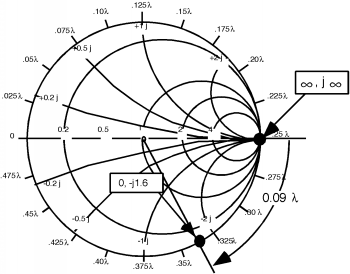 .125λ
.10λ
.15λ
+1 j
.075λ
.175λ
+0.5 j
+2 j
.05λ
.20λ
∞ , j ∞
.025λ
+0.2 j
.225λ
0
0.2
0.5
1
2
4
.25 λ
.475λ
-0.2 j
0, -j1.6
.275λ
0.09 λ
.45λ
-0.5 j
-2 j
.30λ
.425λ
-1 j
.325λ
.40λ
.35λ
.375λ